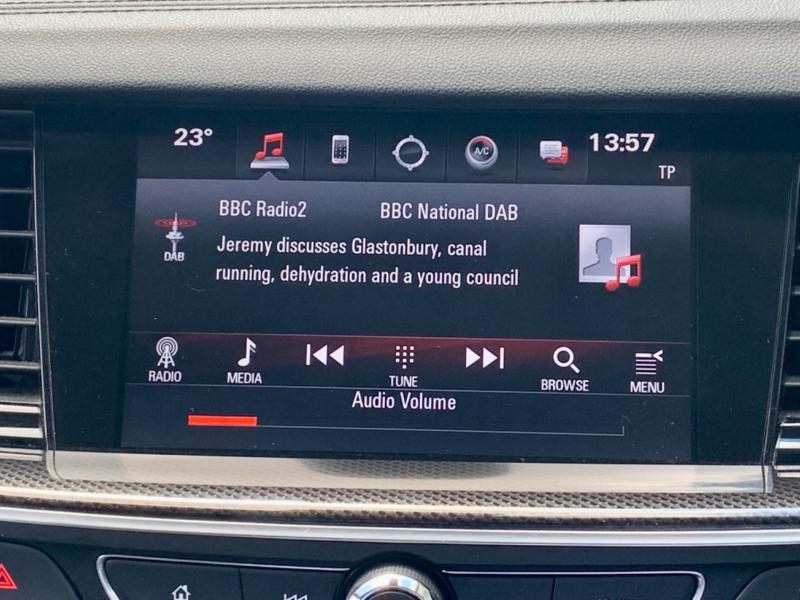 23° A/C 13:57
TP
BBC Radio2 BBC National DAB
DAB
Jeremy discusses Glastonbury, canal
running, dehydration and a young council
RADIO MEDIA TUNE BROWSE MENU
Audio Volume